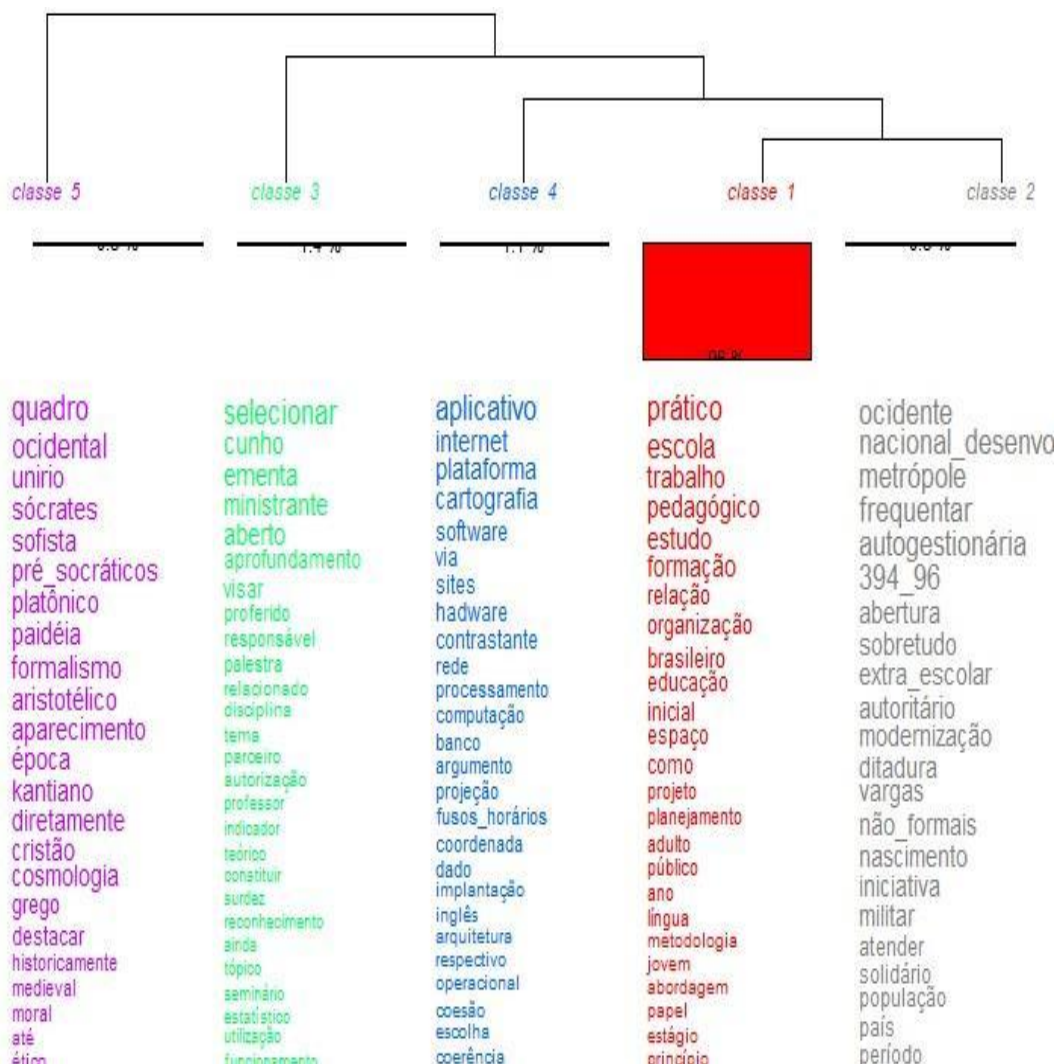 classe 5
classe 3
classe 4
classe 1
classe 2
quadro
ocidental
unirio
sócrates
sofista
pré_socráticos
platônico
paidéia
formalismo
aristotélico
aparecimento
época
kantiano
diretamente
cristão
cosmologia
grego
destacar
historicamente
medieval
moral
até
ético
selecionar
cunho
ementa
ministrante
aberto
aprofundamento
visar
proferido
responsável
palestra
relacionado
disciplina
tema
parceiro
autorização
professor
indicador
teórico
constituir
surdez
reconhecimento
ainda
tópico
seminário
estatístico
utilização
funcionamento
aplicativo
internet
plataforma
cartografia
software
via
sites
hadware
contrastante
rede
processamento
computação
banco
argumento
projeção
fusos_horários
coordenada
dado
implantação
inglês
arquitetura
respectivo
operacional
coesão
escolha
coerência
prático
escola
trabalho
pedagógico
estudo
formação
relação
organização
brasileiro
educação
inicial
espaço
como
projeto
planejamento
adulto
público
ano
língua
metodologia
jovem
abordagem
papel
estágio
princípio
ocidente
nacional_desenvo
metrópole
frequentar
autogestionária
394_96
abertura
sobretudo
extra_escolar
autoritário
modernização
ditadura
vargas
não_formais
nascimento
iniciativa
militar
atender
solidário
população
país
período